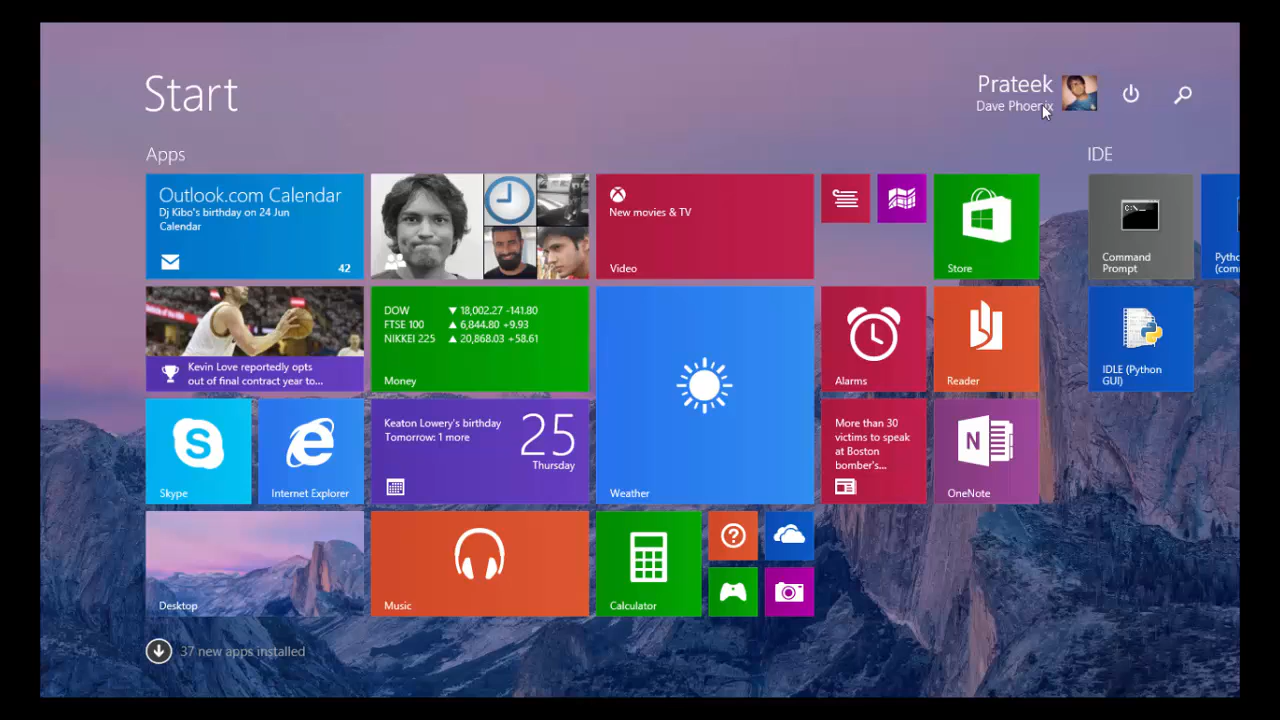 Start
Prateek
Dave Phoenix
Apps
IDE
Outlook.com Calendar
Dj Kibo's birthday on 24 Jun
Calendar
42
New movies & TV
Video
Store
C:\_
Command
Prompt
Kevin Love reportedly opts
out of final contract year to...
DOW ▼ 18,002.27 -141.80
FTSE 100 ▲ 6,844.80 +9.93
NIKKEI 225 ▲ 20,868.03 +58.61
Money
Weather
Alarms
Reader
IDLE (Python
GUI)
Skype
Internet Explorer
Keaton Lowery's birthday
Tomorrow: 1 more
25
Thursday
More than 30
victims to speak
at Boston
bomber's...
N
OneNote
Desktop
Music
Calculator
?
37 new apps installed